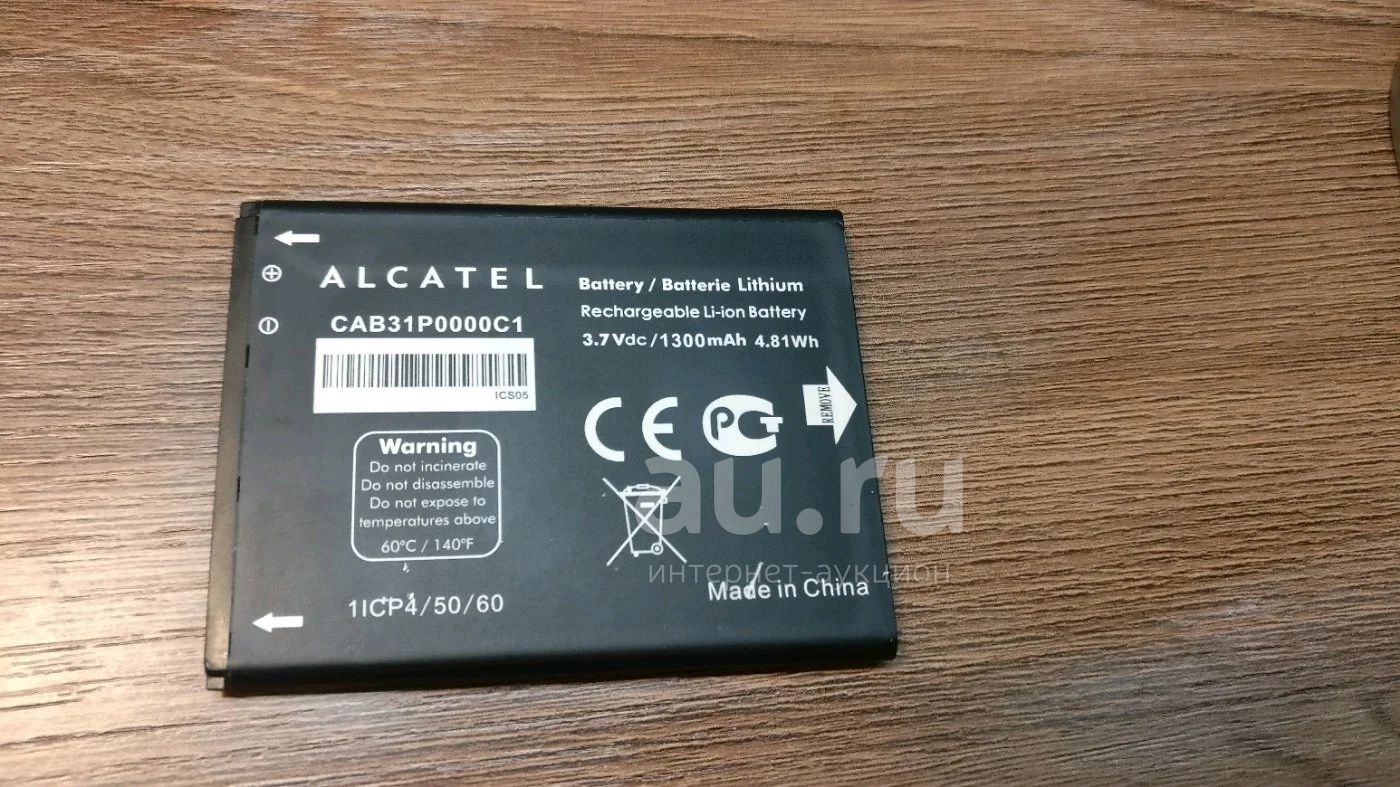 ALCATEL
CAB31P0000C1
ICS05
Warning
Do not incinerate
Do not disassemble
Do not expose to
temperatures above
60°C / 140°F
1ICP4/50/60
Battery / Batterie Lithium
Rechargeable Li-ion Battery
3.7Vdc/1300mAh 4.81Wh
CE PCT
REMOVE
Made in China
au.ru
интернет-аукцион